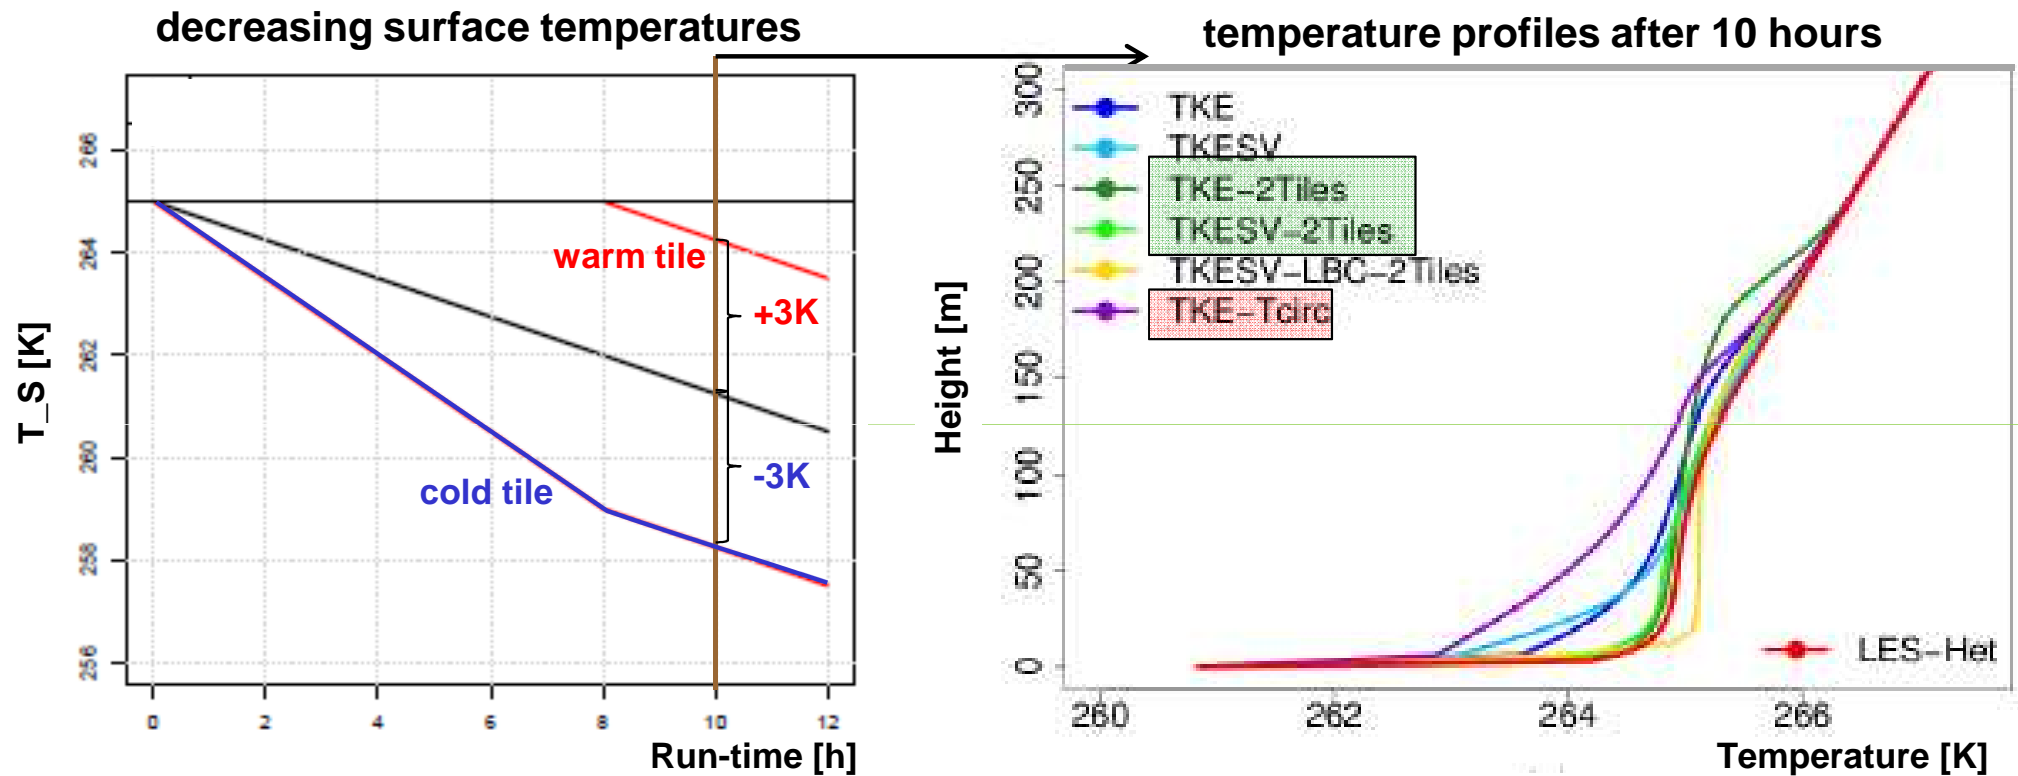 decreasing surface temperatures
temperature profiles after 10 hours
T_S [K]
266
264
262
260
258
256
warm tile
+3K
-3K
cold tile
0 2 4 6 8 10 12
Run-time [h]
Height [m]
300
250
200
150
100
50
0
TKE
TKESV
TKE-2Tiles
TKESV-2Tiles
TKESV-LBC-2Tiles
TKE-Tcirc
LES-Het
260 262 264 266
Temperature [K]